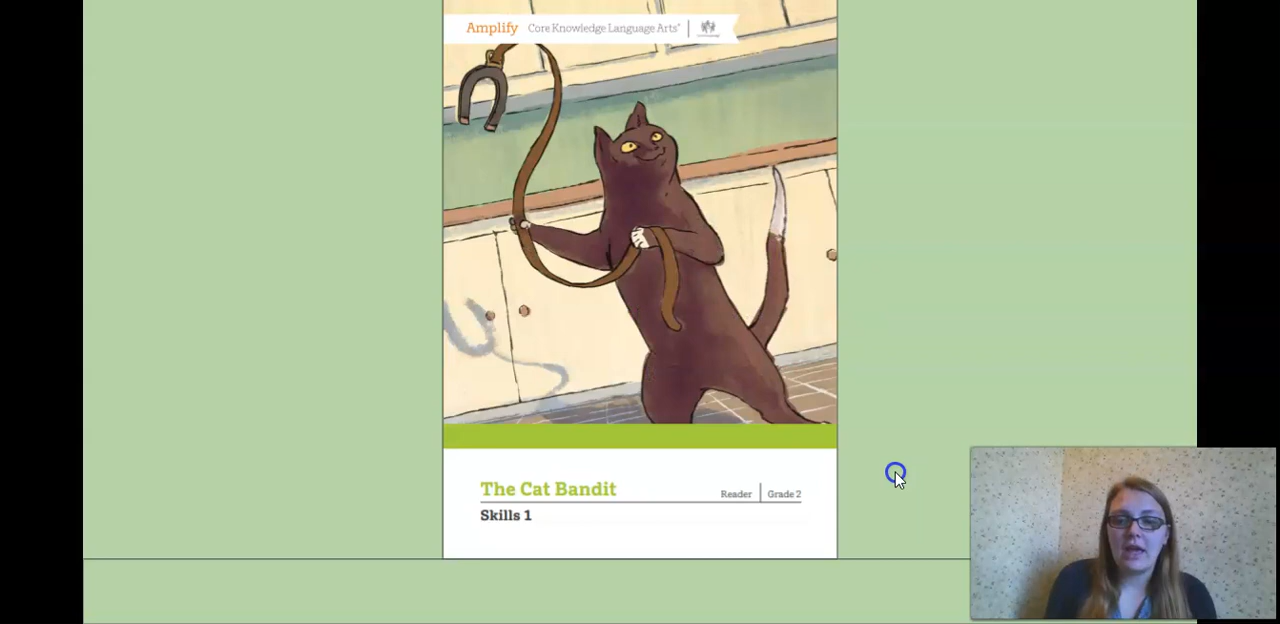 Amplify Core Knowledge Language Arts®
The Cat Bandit
Reader Grade 2
Skills 1